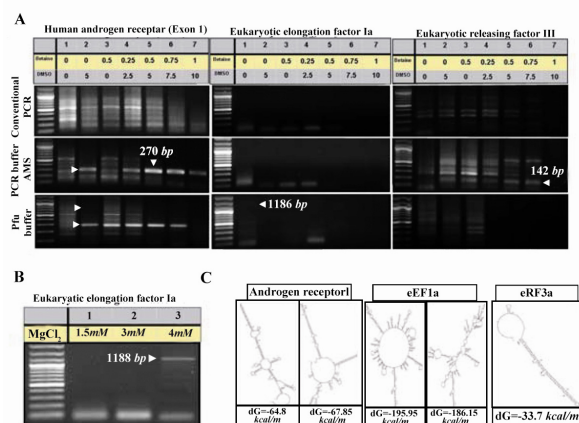 A
Human androgen receptar (Exon 1)
Eukaryotic elongation factor Ia
Eukaryotic releasing factor III
1 2 3 4 5 6 7
1 2 3 4 5 6 7
1 2 3 4 5 6 7
Betaine 0 0 0.5 0.25 0.5 0.75 1
Betaine 0 0 0.5 0.25 0.5 0.75 1
Betaine 0 0 0.5 0.25 0.5 0.75 1
DMSO 0 5 0 2.5 5 7.5 10
DMSO 0 5 0 2.5 5 7.5 10
DMSO 0 5 0 2.5 5 7.5 10
Conventional
PCR
PCR buffer
AMS
270 bp
142 bp
Pfu
buffer
1186 bp
B
Eukaryatic elongation factor Ia
1 2 3
MgCl2 1.5mM 3mM 4mM
1188 bp
C
Androgen receptorl
eEF1a
eRF3a
dG=-64.8
kcal/m
dG=-67.85
kcal/m
dG=-195.95
kcal/m
dG=-186.15
kcal/m
dG=-33.7 kcal/m